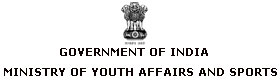 GOVERNMENT OF INDIA
MINISTRY OF YOUTH AFFAIRS AND SPORTS